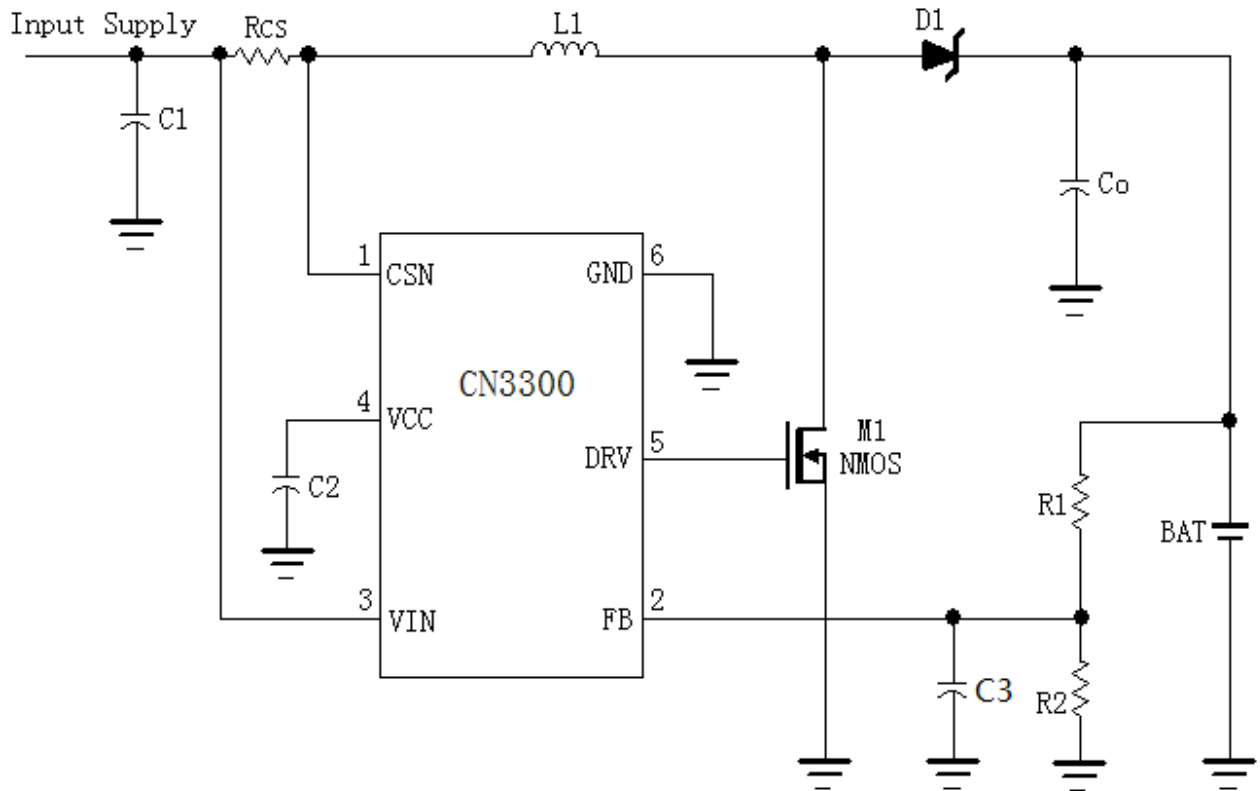 Input Supply
RCS
L1
D1
C1
Co
1
CSN
GND
6
CN3300
4
VCC
C2
DRV
5
M1
NMOS
R1
BAT
3
VIN
FB
2
C3
R2